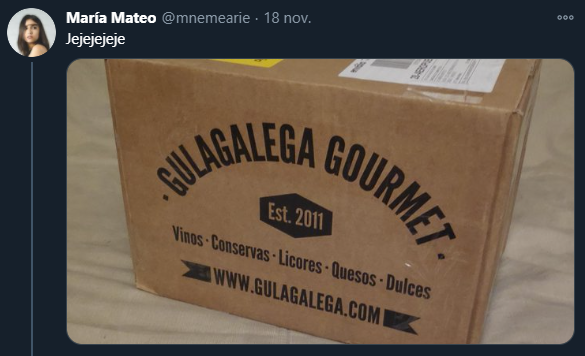 María Mateo @mnemearie · 18 nov.
Jejejejeje
· GULAGALEGA GOURMET ·
Est. 2011
Vinos · Conservas · Licores · Quesos · Dulces
WWW.GULAGALEGA.COM